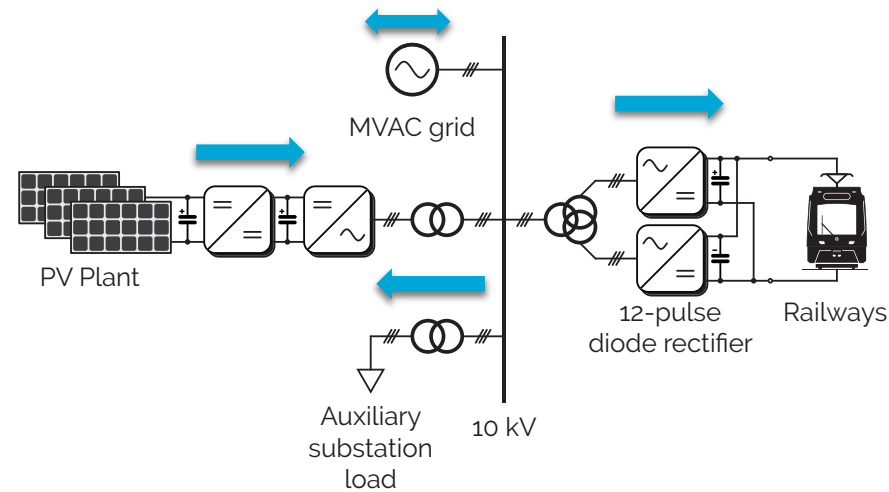 MVAC grid
PV Plant
12-pulse
diode rectifier
Railways
Auxiliary
substation
load
10 kV